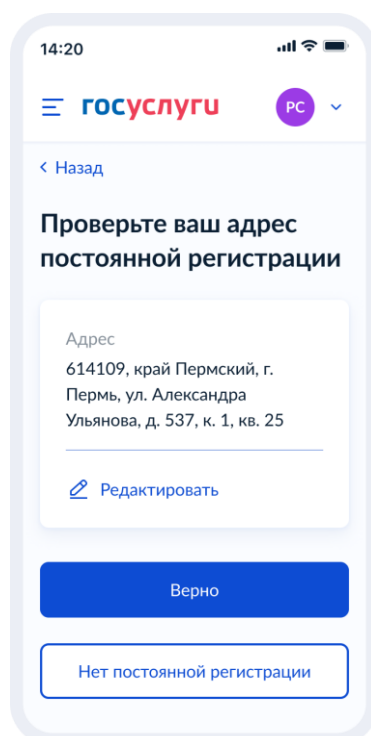 14:20
госуслуги
РС
Назад
Проверьте ваш адрес
постоянной регистрации
Адрес
614109, край Пермский, г.
Пермь, ул. Александра
Ульянова, д. 537, к. 1, кв. 25
Редактировать
Верно
Нет постоянной регистрации